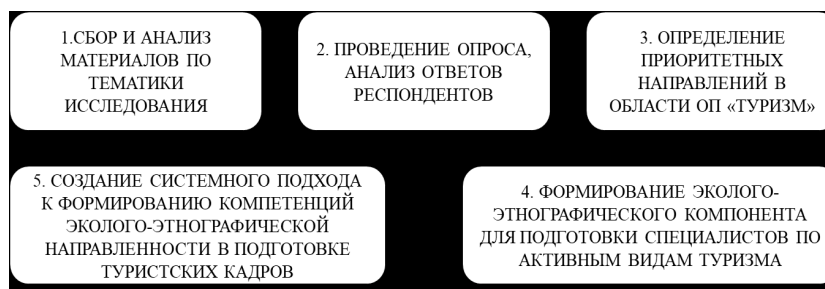 1.СБОР И АНАЛИЗ
МАТЕРИАЛОВ ПО
ТЕМАТИКИ
ИССЛЕДОВАНИЯ
2. ПРОВЕДЕНИЕ ОПРОСА,
АНАЛИЗ ОТВЕТОВ
РЕСПОНДЕНТОВ
3. ОПРЕДЕЛЕНИЕ
ПРИОРИТЕТНЫХ
НАПРАВЛЕНИЙ В
ОБЛАСТИ ОП «ТУРИЗМ»
4. ФОРМИРОВАНИЕ ЭКОЛОГО-
ЭТНОГРАФИЧЕСКОГО КОМПОНЕНТА
ДЛЯ ПОДГОТОВКИ СПЕЦИАЛИСТОВ ПО
АКТИВНЫМ ВИДАМ ТУРИЗМА
5. СОЗДАНИЕ СИСТЕМНОГО ПОДХОДА
К ФОРМИРОВАНИЮ КОМПЕТЕНЦИЙ
ЭКОЛОГО-ЭТНОГРАФИЧЕСКОЙ
НАПРАВЛЕННОСТИ В ПОДГОТОВКЕ
ТУРИСТСКИХ КАДРОВ